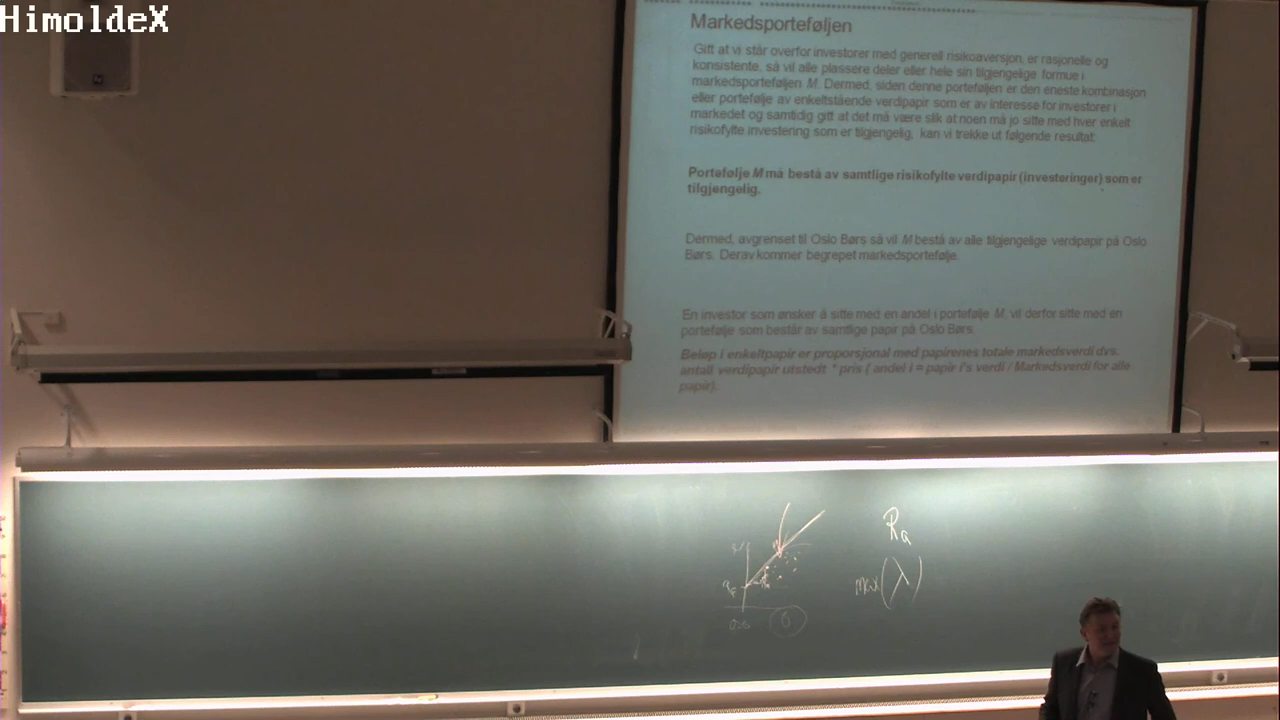 HimoldeX
Markedsporteføljen
Gitt at vi står overfor investorer med generell risikoaversjon, er rasjonelle og
konsistente, så vil alle plassere deler eller hele sin tilgjengelige formue i
markedsporteføljen M. Dermed, siden denne porteføljen er den eneste kombinasjon
eller portefølje av enkeltstående verdipapir som er av interesse for investorer i
markedet og samtidig gitt at det må være slik at noen må jo sitte med hver enkelt
risikofylte investering som er tilgjengelig, kan vi trekke ut følgende resultat:
Portefølje M må bestå av samtlige risikofylte verdipapir (investeringer) som er
tilgjengelig.
Dermed, avgrenset til Oslo Børs så vil M bestå av alle tilgjengelige verdipapir på Oslo
Børs. Derav kommer begrepet markedsportefølje.
En investor som ønsker å sitte med en andel i portefølje M, vil derfor sitte med en
portefølje som består av samtlige papir på Oslo Børs.
Beløp i enkeltpapir er proporsjonal med papirenes totale markedsverdi dvs.
antall verdipapir utstedt * pris ( andel i = papir i's verdi / Markedsverdi for alle
papir).
Ra
max(λ)